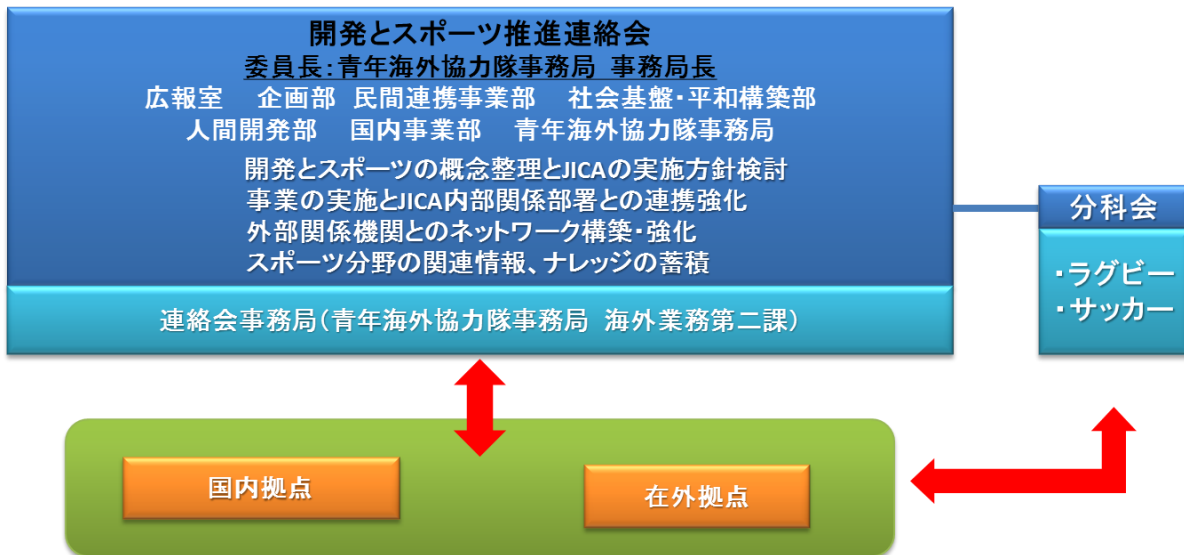 開発とスポーツ推進連絡会
委員長:青年海外協力隊事務局 事務局長
広報室 企画部 民間連携事業部 社会基盤・平和構築部
人間開発部 国内事業部 青年海外協力隊事務局
開発とスポーツの概念整理とJICAの実施方針検討
事業の実施とJICA内部関係部署との連携強化
外部関係機関とのネットワーク構築・強化
スポーツ分野の関連情報、ナレッジの蓄積
連絡会事務局(青年海外協力隊事務局 海外業務第二課)
分科会
・ラグビー
・サッカー
国内拠点
在外拠点